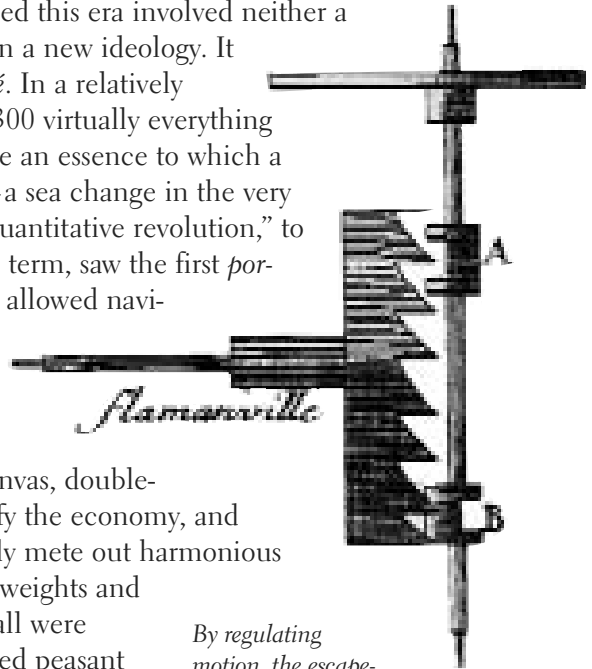 ed this era involved neither a
n a new ideology. It
é. In a relatively
300 virtually everything
e an essence to which a
a sea change in the very
uantitative revolution,” to
term, saw the first por-
allowed navi-
A
flamanville
nvas, double-
fy the economy, and
B
ly mete out harmonious
weights and
all were
ed peasant
By regulating
motion, the escape-